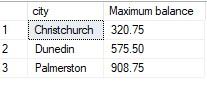 city Maximum balance
1 Christchurch 320.75
2 Dunedin 575.50
3 Palmerston 908.75